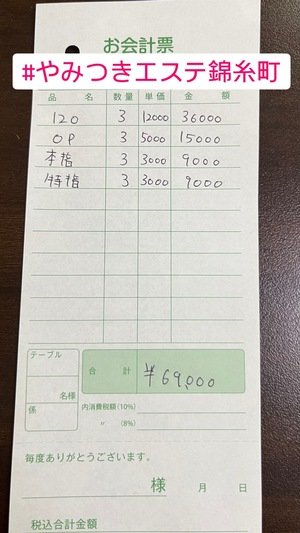 お会計票
#やみつきエステ錦糸町
品 名 数量 単価 金 額
120 3 12000 36000
OP 3 5000 15000
本指 3 3000 9000
特指 3 3000 9000
テーブル
合 計 ¥69,000
名様
係
内消費税額(10%)
〃 (8%)
毎度ありがとうございます。
様 月 日
税込合計金額